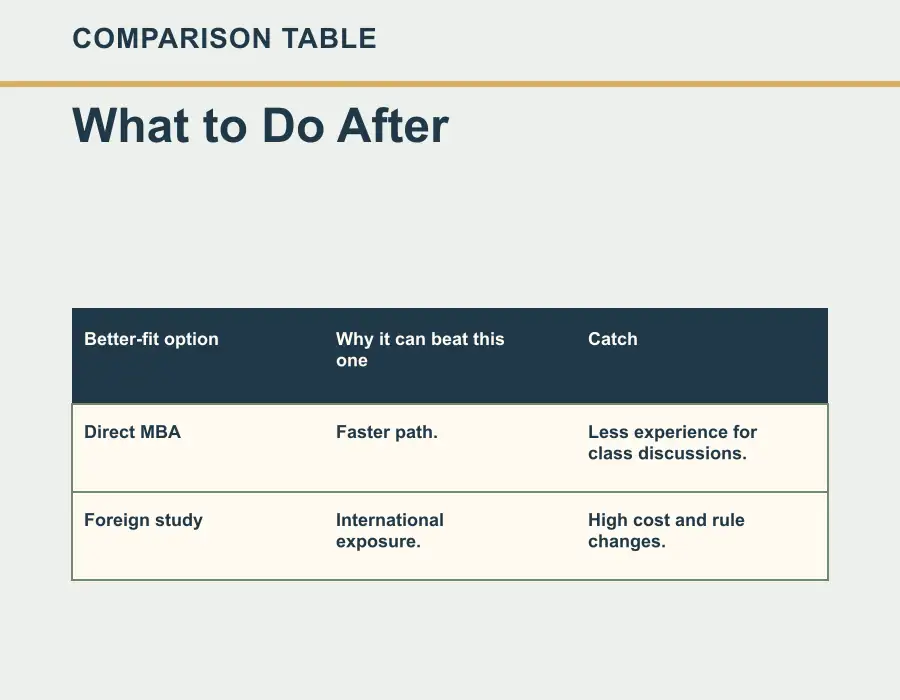 COMPARISON TABLE
What to Do After
Better-fit option
Why it can beat this
one
Catch
Direct MBA
Faster path.
Less experience for
class discussions.
Foreign study
International
exposure.
High cost and rule
changes.